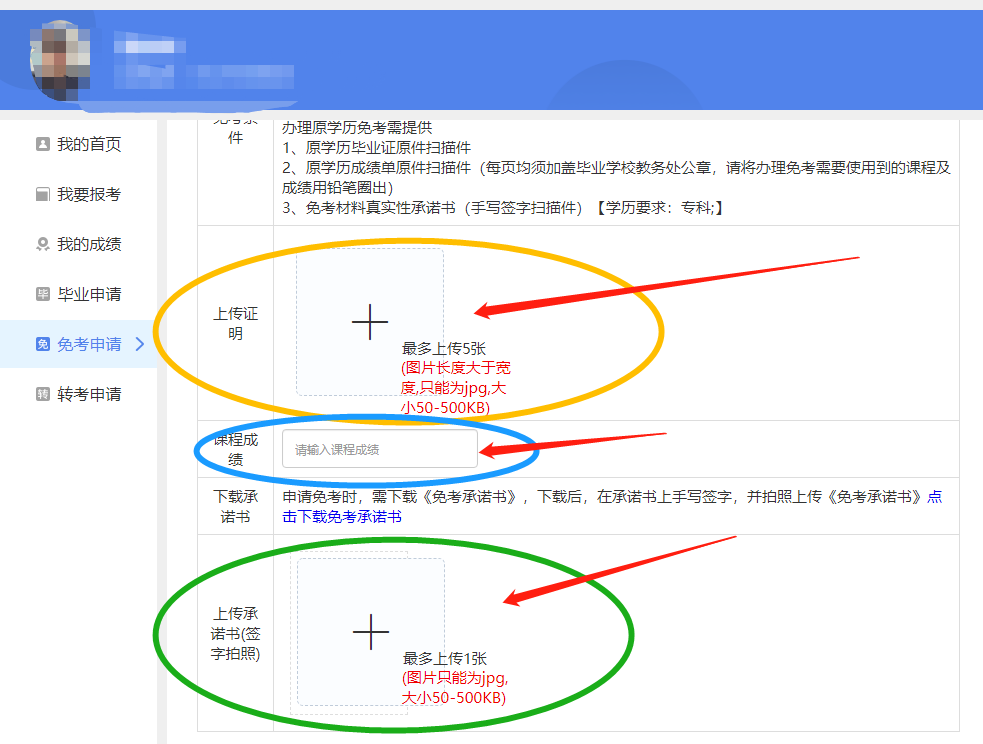 我的首页
我要报考
我的成绩
毕 毕业申请
免 免考申请
转 转考申请
免考条
件
办理原学历免考需提供
1、原学历毕业证原件扫描件
2、原学历成绩单原件扫描件（每页均须加盖毕业学校教务处公章，请将办理免考需要使用到的课程及
成绩用铅笔圈出）
3、免考材料真实性承诺书（手写签字扫描件）【学历要求：专科;】
上传证
明
最多上传5张
(图片长度大于宽
度,只能为jpg,大
小50-500KB)
课程成
绩
请输入课程成绩
下载承
诺书
申请免考时，需下载《免考承诺书》，下载后，在承诺书上手写签字，并拍照上传《免考承诺书》点
击下载免考承诺书
上传承
诺书(签
字拍照)
最多上传1张
(图片只能为jpg,
大小50-500KB)